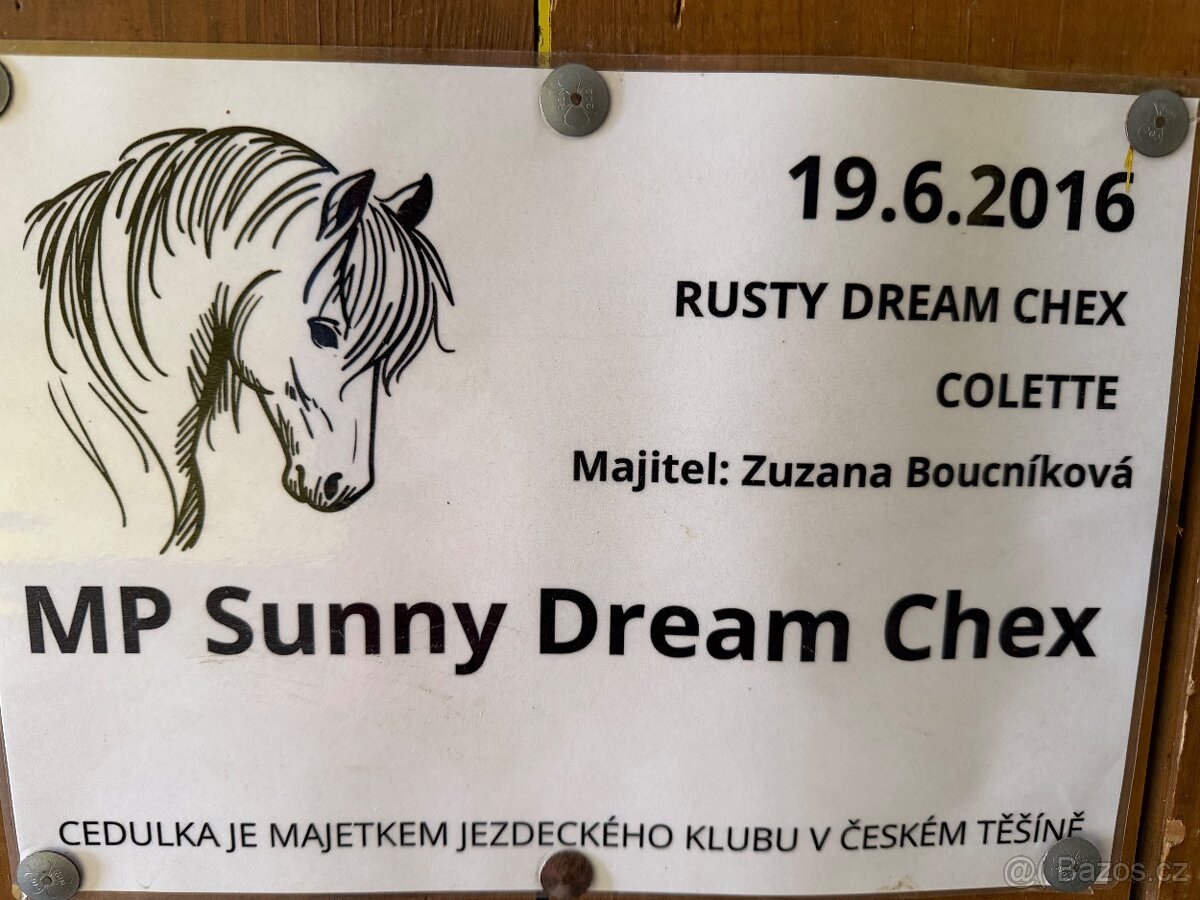 19.6.2016
RUSTY DREAM CHEX
COLETTE
Majitel: Zuzana Boucníková
MP Sunny Dream Chex
CEDULKA JE MAJETKEM JEZDECKÉHO KLUBU V ČESKÉM TĚŠÍNĚ
@Bazos.cz